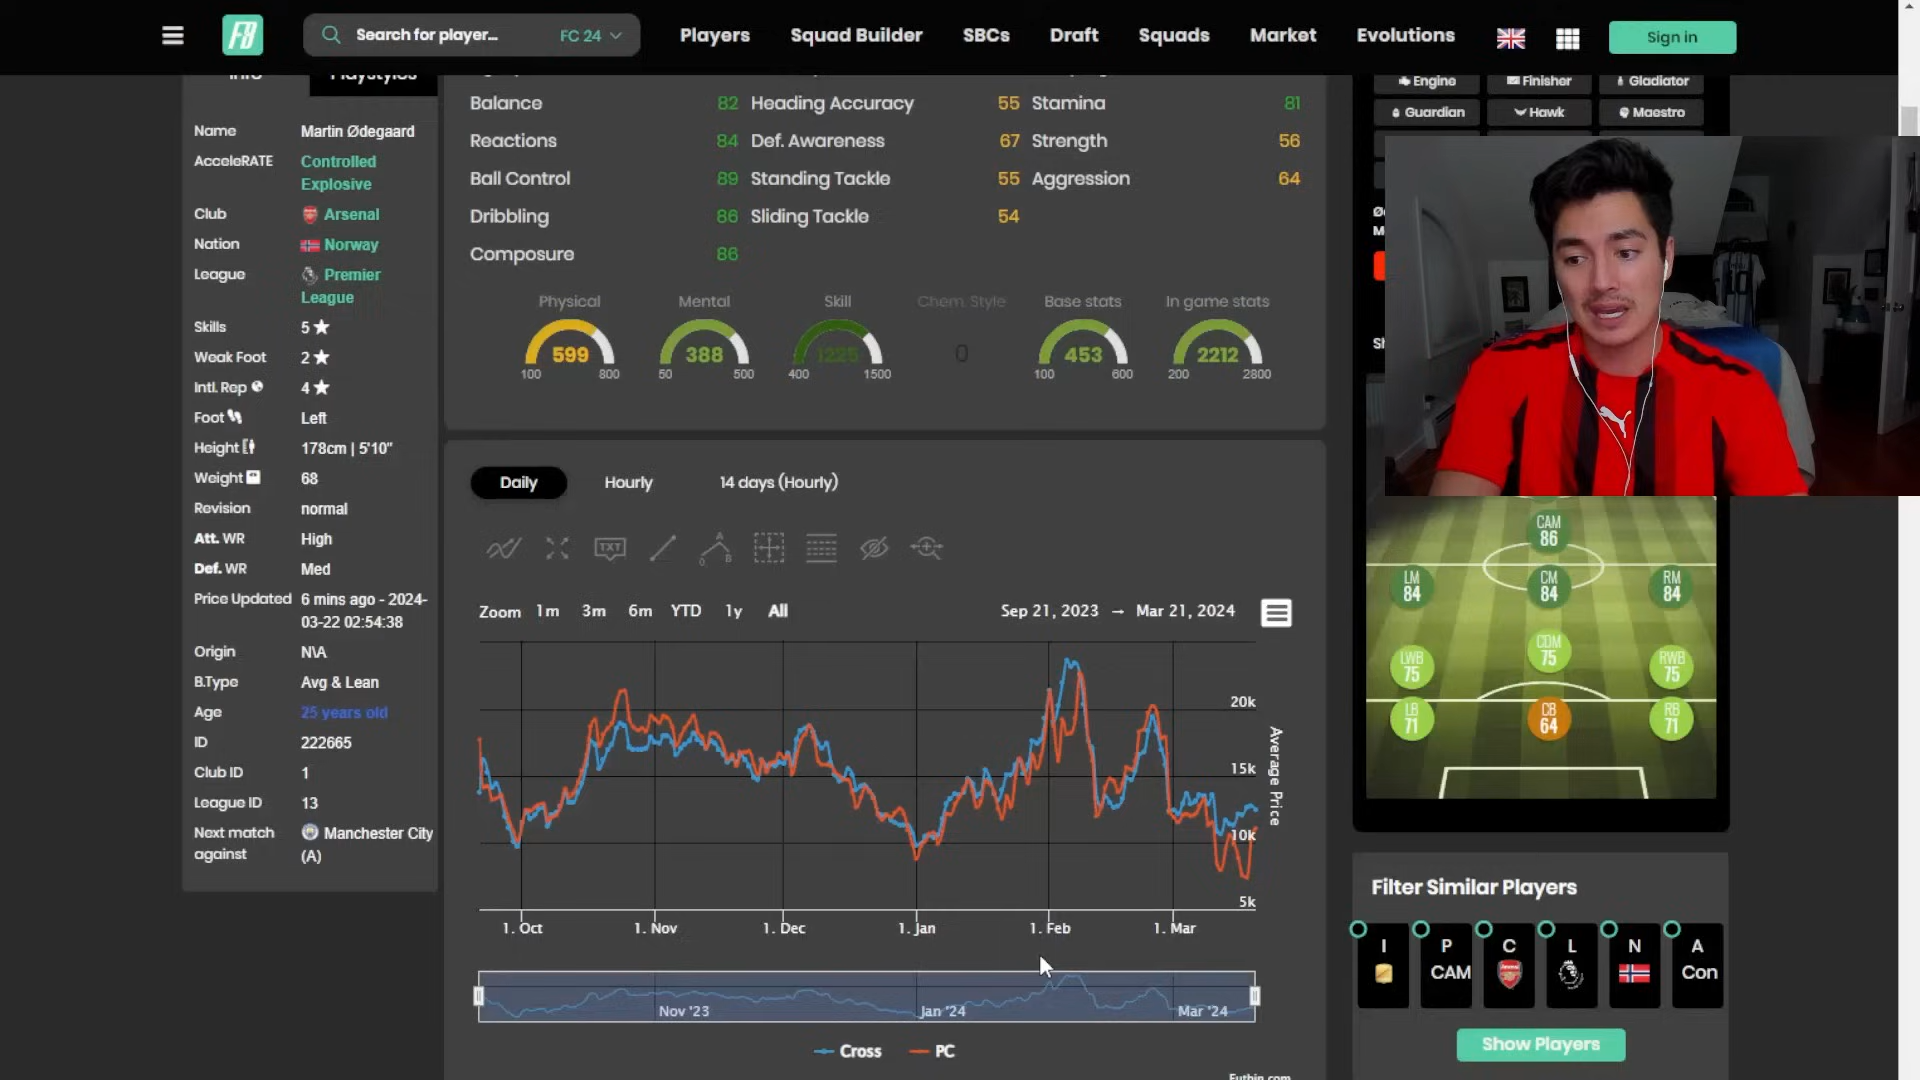 FB
Search for player...
FC 24
Players
Squad Builder
SBCs
Draft
Squads
Market
Evolutions
Sign in
Info
Playstyles
Name Martin Ødegaard
AcceleRATE Controlled
Explosive
Club Arsenal
Nation Norway
League Premier
League
Skills 5
Weak Foot 2
Intl. Rep 4
Foot Left
Height 178cm | 5'10"
Weight 68
Revision normal
Att. WR High
Def. WR Med
Price Updated 6 mins ago - 2024-
03-22 02:54:38
Origin N\A
B.Type Avg & Lean
Age 25 years old
ID 222665
Club ID 1
League ID 13
Next match Manchester City
against (A)
Balance 82 Heading Accuracy 55 Stamina 81
Reactions 84 Def. Awareness 67 Strength 56
Ball Control 89 Standing Tackle 55 Aggression 64
Dribbling 86 Sliding Tackle 54
Composure 86
Physical Mental Skill Chem. Style Base stats In game stats
599 388 1225 0 453 2212
100 800 50 500 400 1500 100 600 200 2800
Daily Hourly 14 days (Hourly)
TXT
A
B
Zoom 1m 3m 6m YTD 1y All
Sep 21, 2023 → Mar 21, 2024
20k
15k
10k
5k
Average Price
1. Oct 1. Nov 1. Dec 1. Jan 1. Feb 1. Mar
Nov '23 Jan '24 Mar '24
Cross PC
Futbin.com
Engine Finisher Gladiator
Guardian Hawk Maestro
CAM
86
LM CM RM
84 84 84
CDM
75
LWB RWB
75 75
LB CB RB
71 64 71
Filter Similar Players
I P C L N A
CAM Con
Show Players